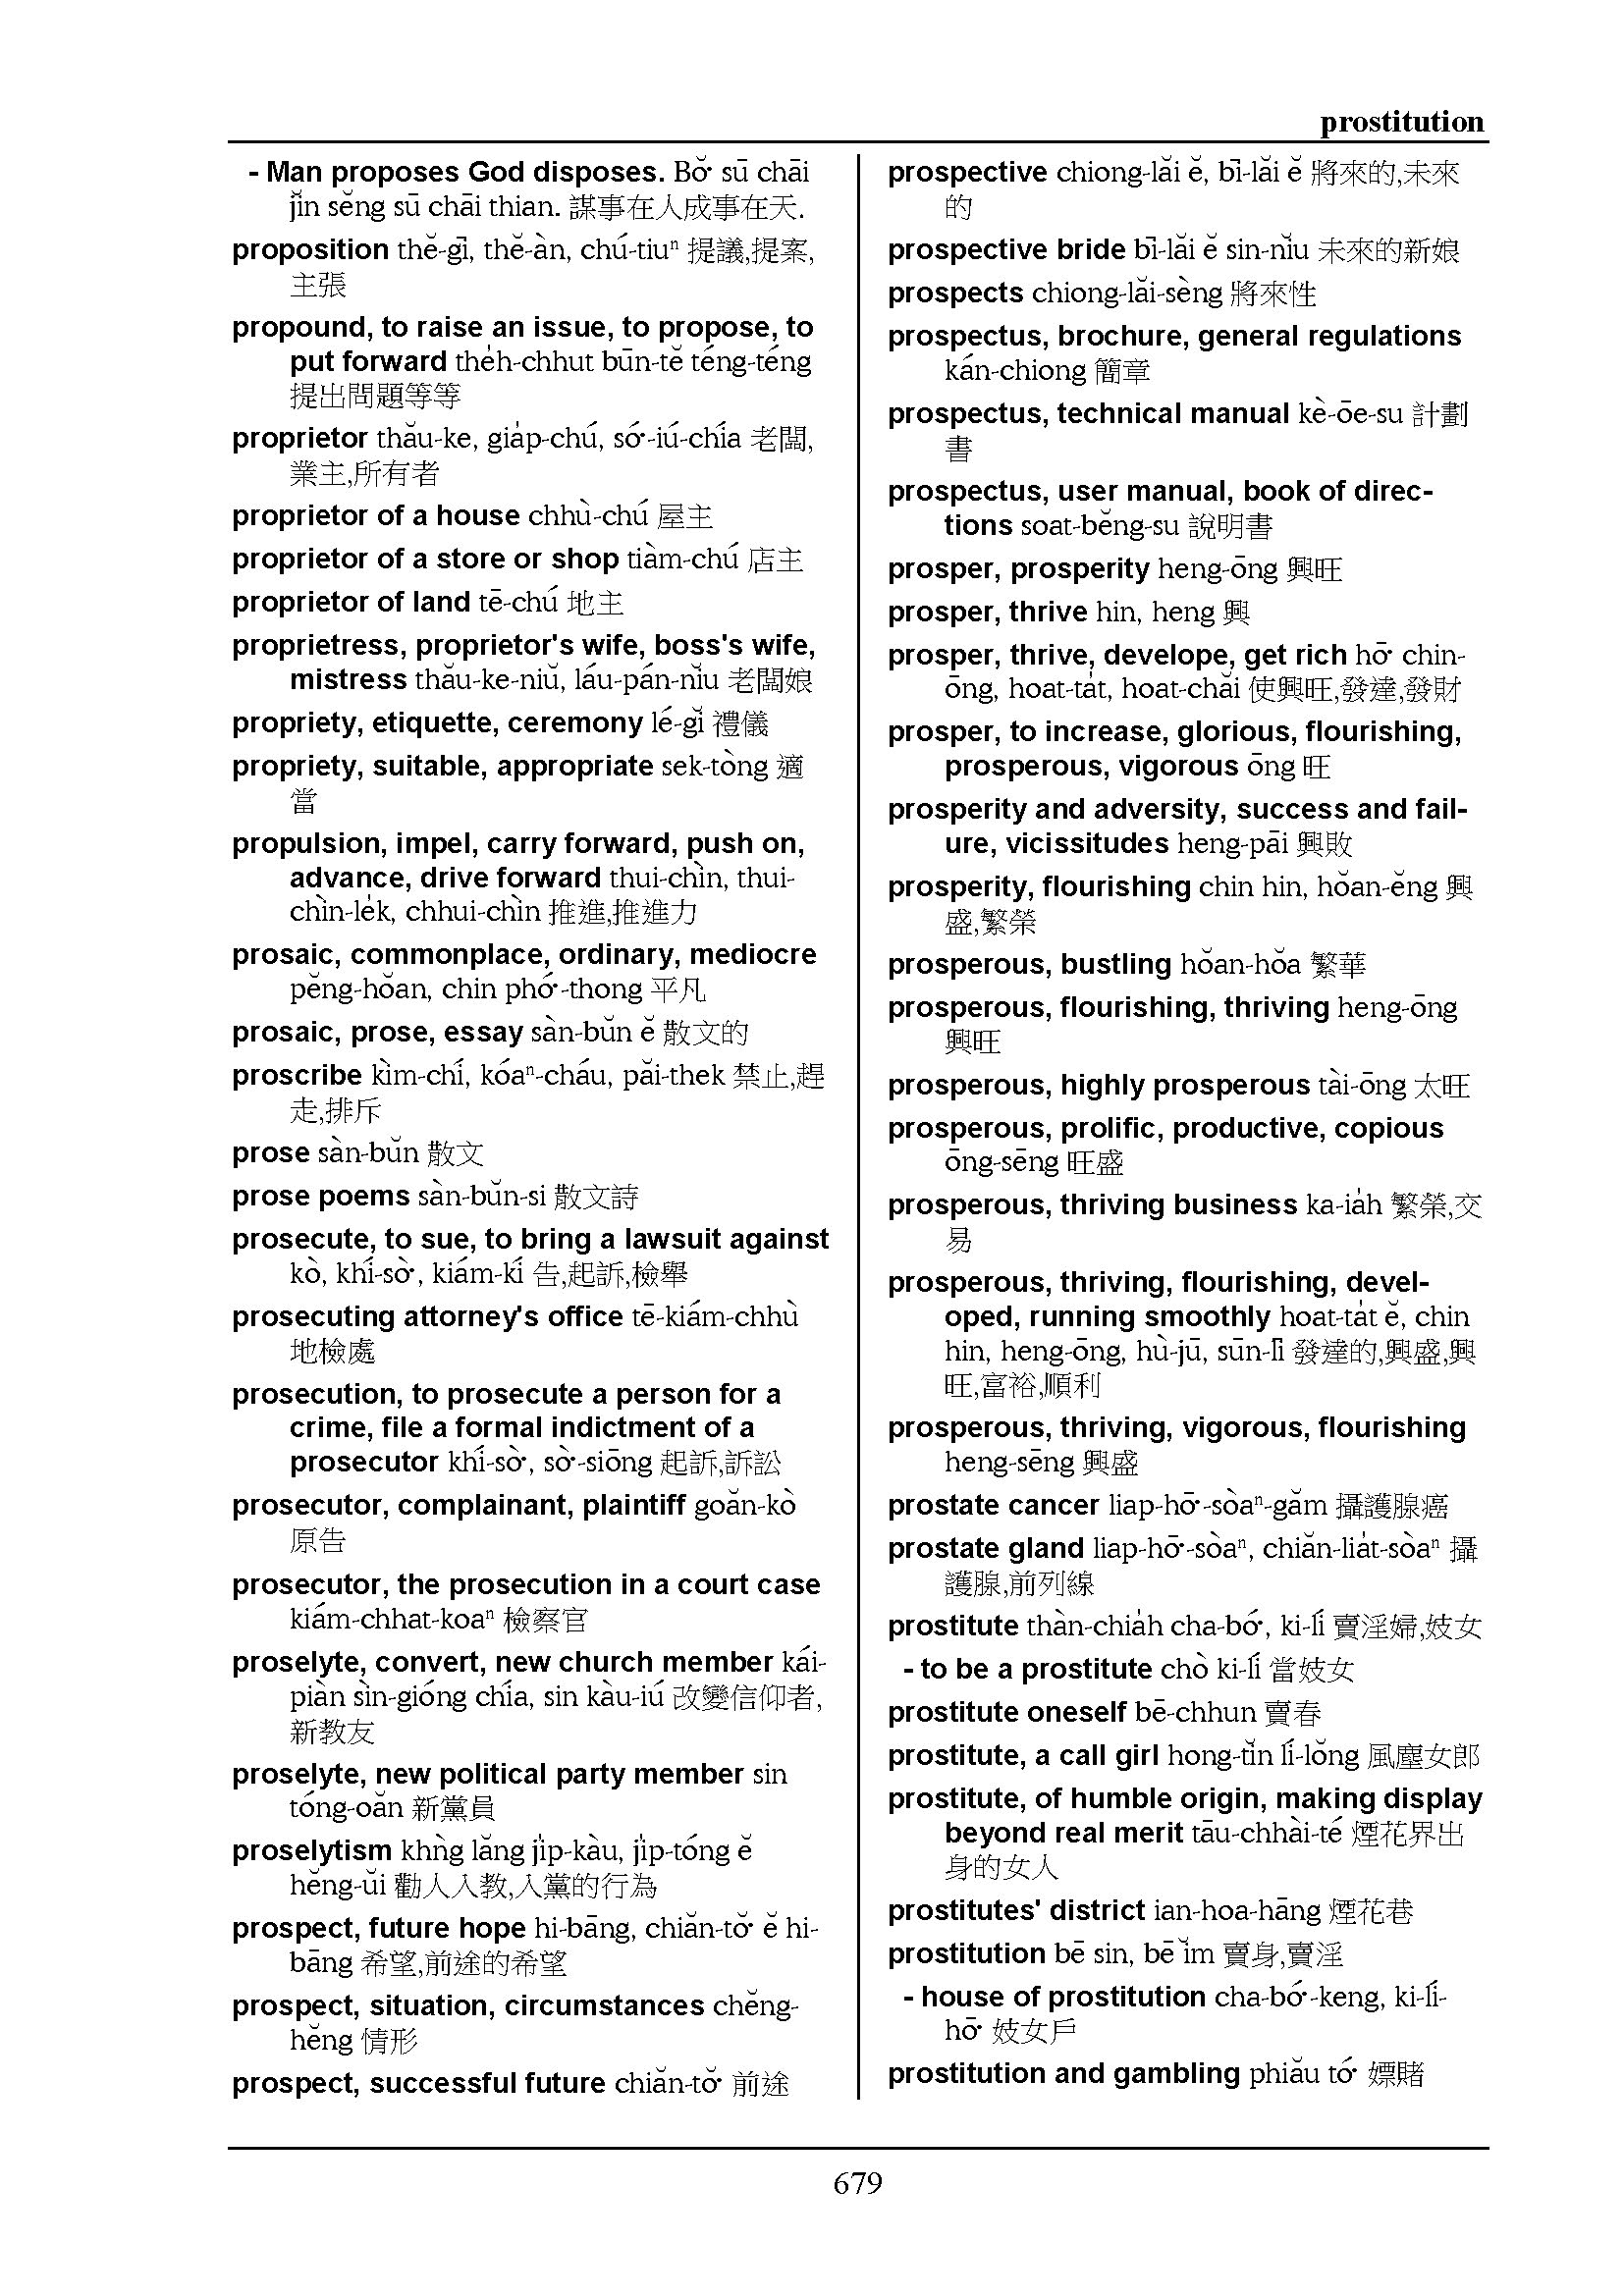 prostitution
- Man proposes God disposes. Bŏ͘ sū chāi
jĭn sĕng sū chāi thian. 謀事在人成事在天.
proposition thĕ-gī, thĕ-àn, chú-tiuⁿ 提議,提案,
主張
propound, to raise an issue, to propose, to
put forward the̍h-chhut būn-tĕ téng-téng
提出問題等等
proprietor thău-ke, gia̍p-chú, só͘-iú-chía 老闆,
業主,所有者
proprietor of a house chhù-chú 屋主
proprietor of a store or shop tiàm-chú 店主
proprietor of land tē-chú 地主
proprietress, proprietor's wife, boss's wife,
mistress thău-ke-niŭ, láu-pán-nĭu 老闆娘
propriety, etiquette, ceremony lé-gĭ 禮儀
propriety, suitable, appropriate sek-tòng 適
當
propulsion, impel, carry forward, push on,
advance, drive forward thui-chìn, thui-
chìn-le̍k, chhui-chìn 推進,推進力
prosaic, commonplace, ordinary, mediocre
pĕng-hŏan, chin phó͘-thong 平凡
prosaic, prose, essay sàn-bŭn ĕ 散文的
proscribe kìm-chí, kóaⁿ-cháu, păi-thek 禁止,趕
走,排斥
prose sàn-bŭn 散文
prose poems sàn-bŭn-si 散文詩
prosecute, to sue, to bring a lawsuit against
kò, khí-sò͘, kiám-kí 告,起訴,檢舉
prosecuting attorney's office tē-kiám-chhù
地檢處
prosecution, to prosecute a person for a
crime, file a formal indictment of a
prosecutor khí-sò͘, sò͘-siōng 起訴,訴訟
prosecutor, complainant, plaintiff goăn-kò
原告
prosecutor, the prosecution in a court case
kiám-chhat-koaⁿ 檢察官
proselyte, convert, new church member kái-
piàn sìn-gióng chía, sin kàu-iú 改變信仰者,
新教友
proselyte, new political party member sin
tóng-oăn 新黨員
proselytism khǹg lăng ji̍p-kàu, ji̍p-tóng ĕ
hĕng-ŭi 勸人入教,入黨的行為
prospect, future hope hi-bāng, chiăn-tŏ͘ ĕ hi-
bāng 希望,前途的希望
prospect, situation, circumstances chĕng-
hĕng 情形
prospect, successful future chiăn-tŏ͘ 前途
prospective chiong-lăi ĕ, bī-lăi ĕ 將來的,未來
的
prospective bride bī-lăi ĕ sin-nĭu 未來的新娘
prospects chiong-lăi-sèng 將來性
prospectus, brochure, general regulations
kán-chiong 簡章
prospectus, technical manual kè-ōe-su 計劃
書
prospectus, user manual, book of direc-
tions soat-bĕng-su 說明書
prosper, prosperity heng-ōng 興旺
prosper, thrive hin, heng 興
prosper, thrive, develope, get rich hō͘ chin-
ōng, hoat-ta̍t, hoat-chăi 使興旺,發達,發財
prosper, to increase, glorious, flourishing,
prosperous, vigorous ōng 旺
prosperity and adversity, success and fail-
ure, vicissitudes heng-pāi 興敗
prosperity, flourishing chin hin, hŏan-ĕng 興
盛,繁榮
prosperous, bustling hŏan-hŏa 繁華
prosperous, flourishing, thriving heng-ōng
興旺
prosperous, highly prosperous tài-ōng 太旺
prosperous, prolific, productive, copious
ōng-sēng 旺盛
prosperous, thriving business ka-ia̍h 繁榮,交
易
prosperous, thriving, flourishing, devel-
oped, running smoothly hoat-ta̍t ĕ, chin
hin, heng-ōng, hù-jū, sūn-lī 發達的,興盛,興
旺,富裕,順利
prosperous, thriving, vigorous, flourishing
heng-sēng 興盛
prostate cancer liap-hō͘-sòaⁿ-găm 攝護腺癌
prostate gland liap-hō͘-sòaⁿ, chiăn-lia̍t-sòaⁿ 攝
護腺,前列線
prostitute thàn-chia̍h cha-bó͘, ki-lí 賣淫婦,妓女
- to be a prostitute chò ki-lí 當妓女
prostitute oneself bē-chhun 賣春
prostitute, a call girl hong-tĭn lí-lŏng 風塵女郎
prostitute, of humble origin, making display
beyond real merit tāu-chhài-té 煙花界出
身的女人
prostitutes' district ian-hoa-hāng 煙花巷
prostitution bē sin, bē ĭm 賣身,賣淫
- house of prostitution cha-bó͘-keng, ki-lí-
hō͘ 妓女戶
prostitution and gambling phiău tó͘ 嫖賭
679